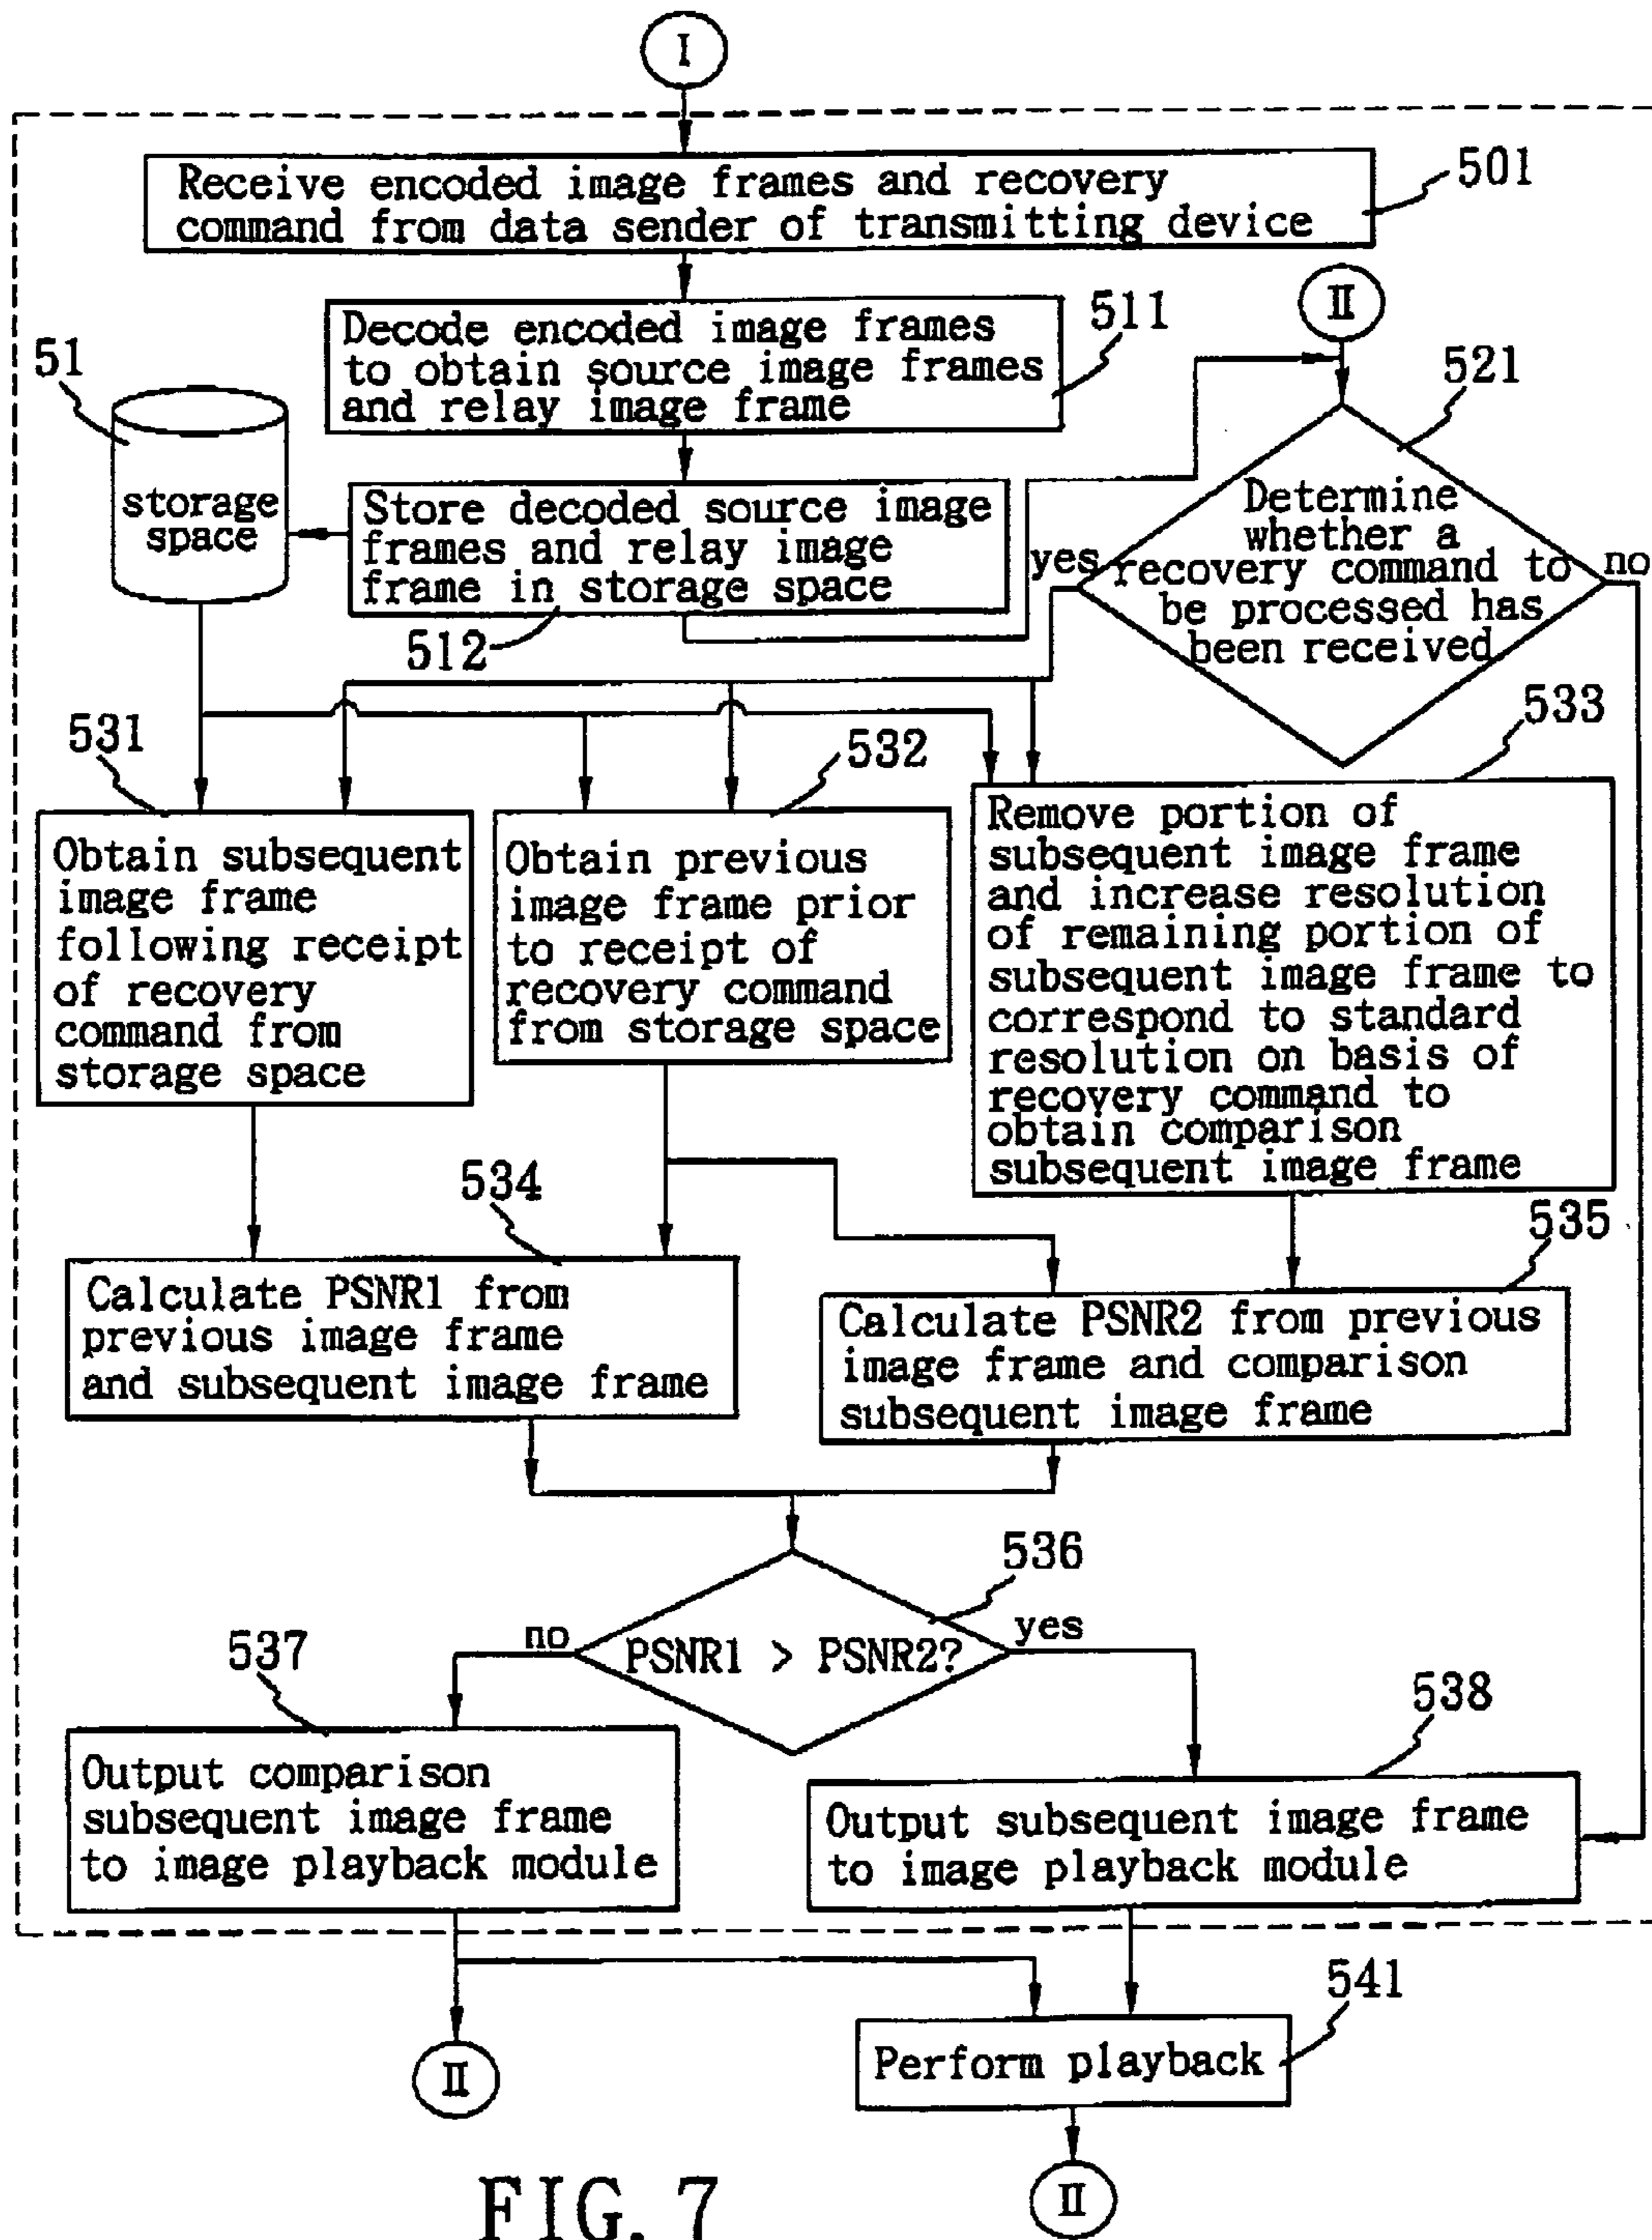 I
Receive encoded image frames and recovery
command from data sender of transmitting device
501
Decode encoded image frames
to obtain source image frames
and relay image frame
511
II
51
storage
space
Store decoded source image
frames and relay image
frame in storage space
512
521
Determine
whether a
recovery command to
be processed has
been received
yes
no
531
Obtain subsequent
image frame
following receipt
of recovery
command from
storage space
532
Obtain previous
image frame prior
to receipt of
recovery command
from storage space
533
Remove portion of
subsequent image frame
and increase resolution
of remaining portion of
subsequent image frame to
correspond to standard
resolution on basis of
recovery command to
obtain comparison
subsequent image frame
534
Calculate PSNR1 from
previous image frame
and subsequent image frame
535
Calculate PSNR2 from previous
image frame and comparison
subsequent image frame
536
PSNR1 > PSNR2?
no
yes
537
Output comparison
subsequent image frame
to image playback module
538
Output subsequent image frame
to image playback module
541
Perform playback
II
II
FIG. 7